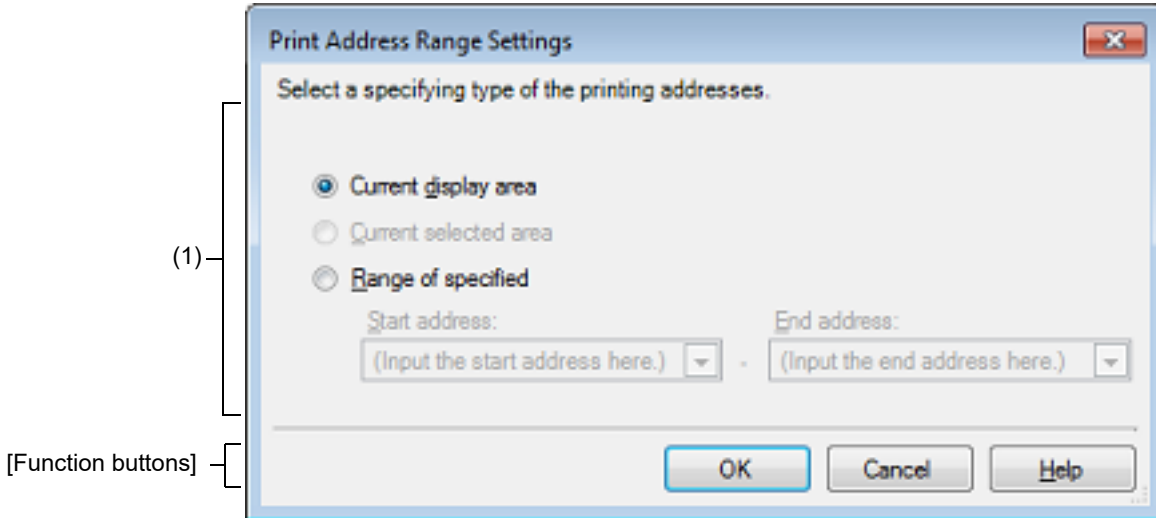 Print Address Range Settings
Select a specifying type of the printing addresses.
Current display area
Current selected area
(1)
Range of specified
Start address: End address:
(Input the start address here.) - (Input the end address here.)
[Function buttons] OK Cancel Help